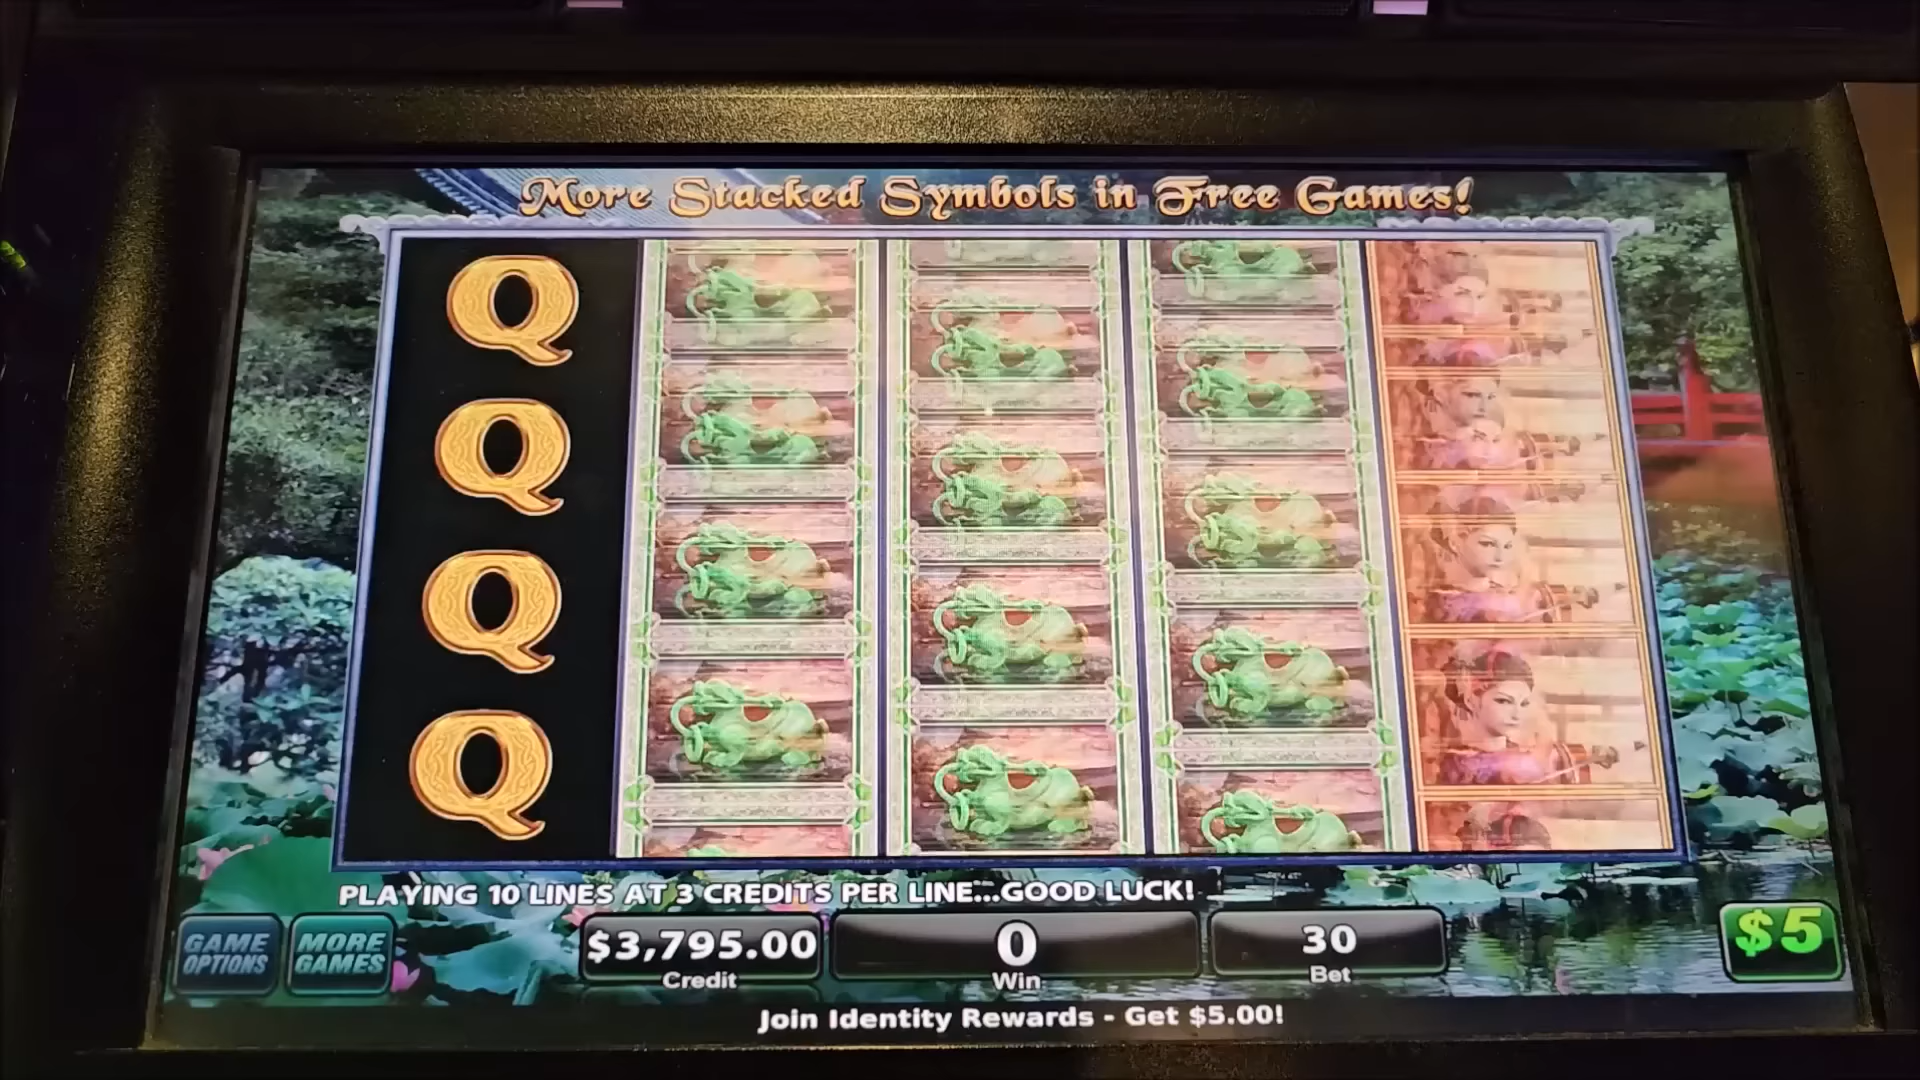 More Stacked Symbols in Free Games!
Q
Q
Q
Q
PLAYING 10 LINES AT 3 CREDITS PER LINE...GOOD LUCK!
GAME OPTIONS
MORE GAMES
$3,795.00
Credit
0
Win
30
Bet
$5
Join Identity Rewards - Get $5.00!